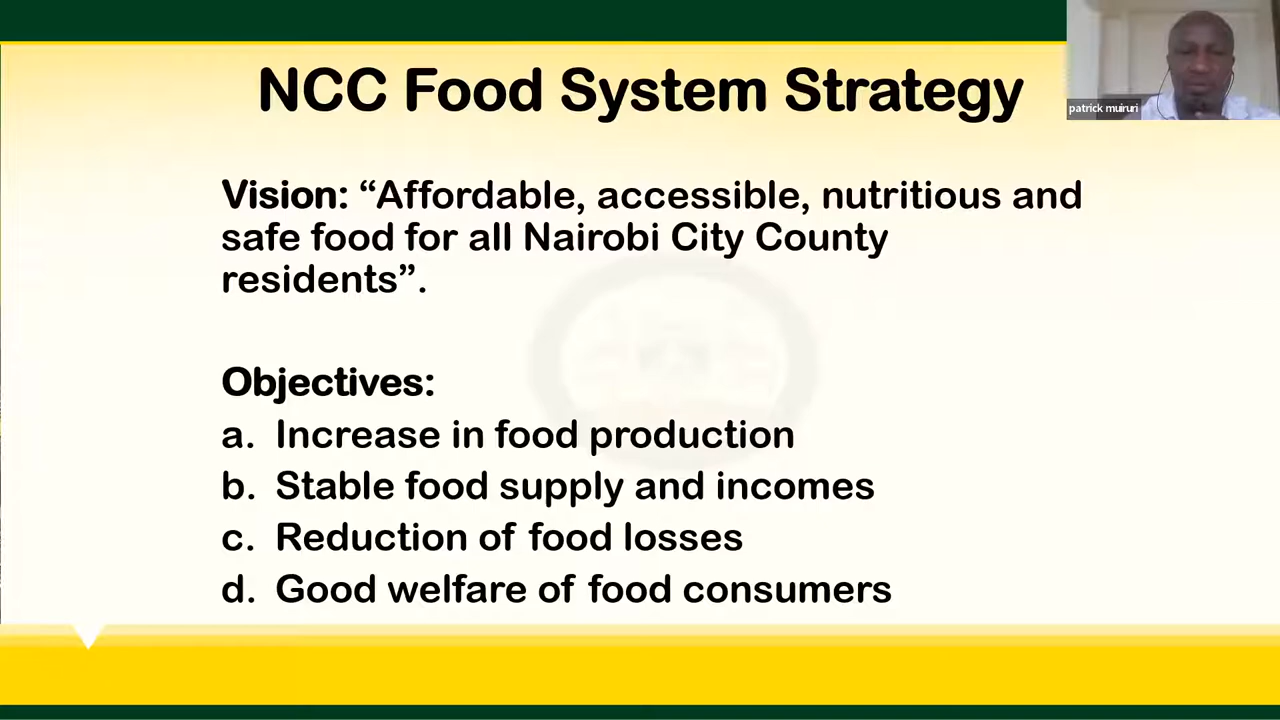 NCC Food System Strategy
patrick muiruri
Vision: “Affordable, accessible, nutritious and
safe food for all Nairobi City County
residents”.
Objectives:
a. Increase in food production
b. Stable food supply and incomes
c. Reduction of food losses
d. Good welfare of food consumers